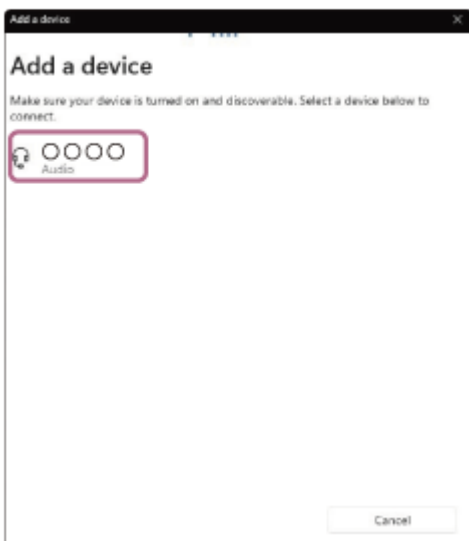 Add a device
Add a device
Make sure your device is turned on and discoverable. Select a device below to
connect.
○○○○
Audio
Cancel